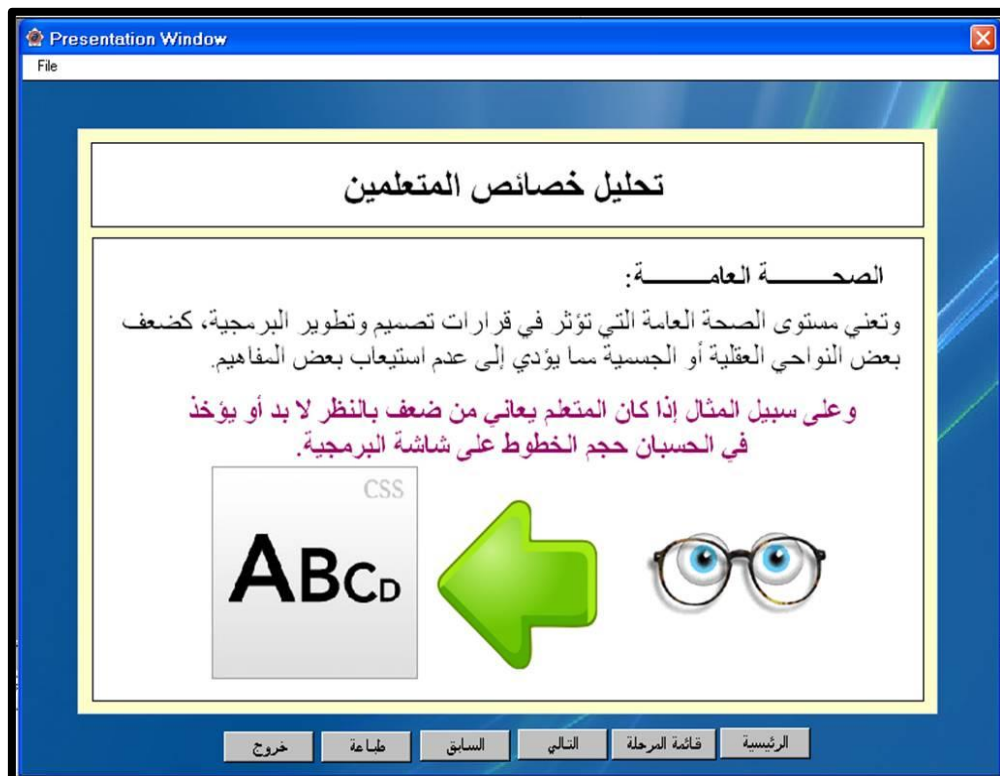 Presentation Window
File
تحليل خصائص المتعلمين
الصحـــــــة العامـــــــة:
وتعني مستوى الصحة العامة التي تؤثر في قرارات تصميم وتطوير البرمجية، كضعف
بعض النواحي العقلية أو الجسمية مما يؤدي إلى عدم استيعاب بعض المفاهيم.
وعلى سبيل المثال إذا كان المتعلم يعاني من ضعف بالنظر لا بد أو يؤخذ
في الحسبان حجم الخطوط على شاشة البرمجية.
CSS
ABCD
الرئيسية قائمة المرحلة التالي السابق طباعة خروج